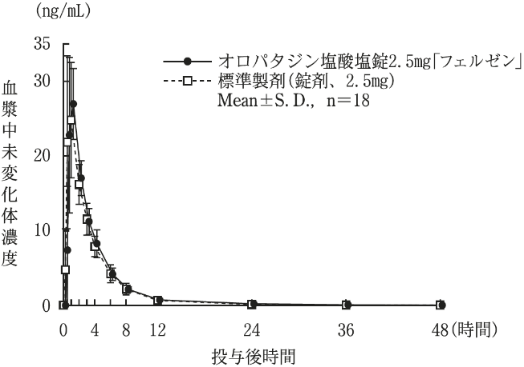 (ng/mL)
35
30
20
10
0
血漿中未変化体濃度
オロパタジン塩酸塩錠2.5mg「フェルゼン」
標準製剤(錠剤、2.5mg)
Mean±S.D., n=18
0 4 8 12 24 36 48(時間)
投与後時間